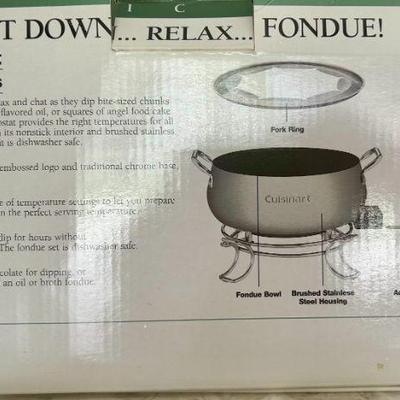 I C
T DOWN... RELAX... FONDUE!
S
ax and chat as they dip bite-sized chunks
flavored oil, or squares of angel food cake
ostat provides the right temperatures for all
its nonstick interior and brushed stainless
it is dishwasher safe.
embossed logo and traditional chrome base,
e of temperature settings to let you prepare
n the perfect serving temperature.
dip for hours without
The fondue set is dishwasher safe.
colate for dipping, or
an oil or broth fondue.
Fork Ring
Cuisinart
Fondue Bowl
Brushed Stainless
Steel Housing